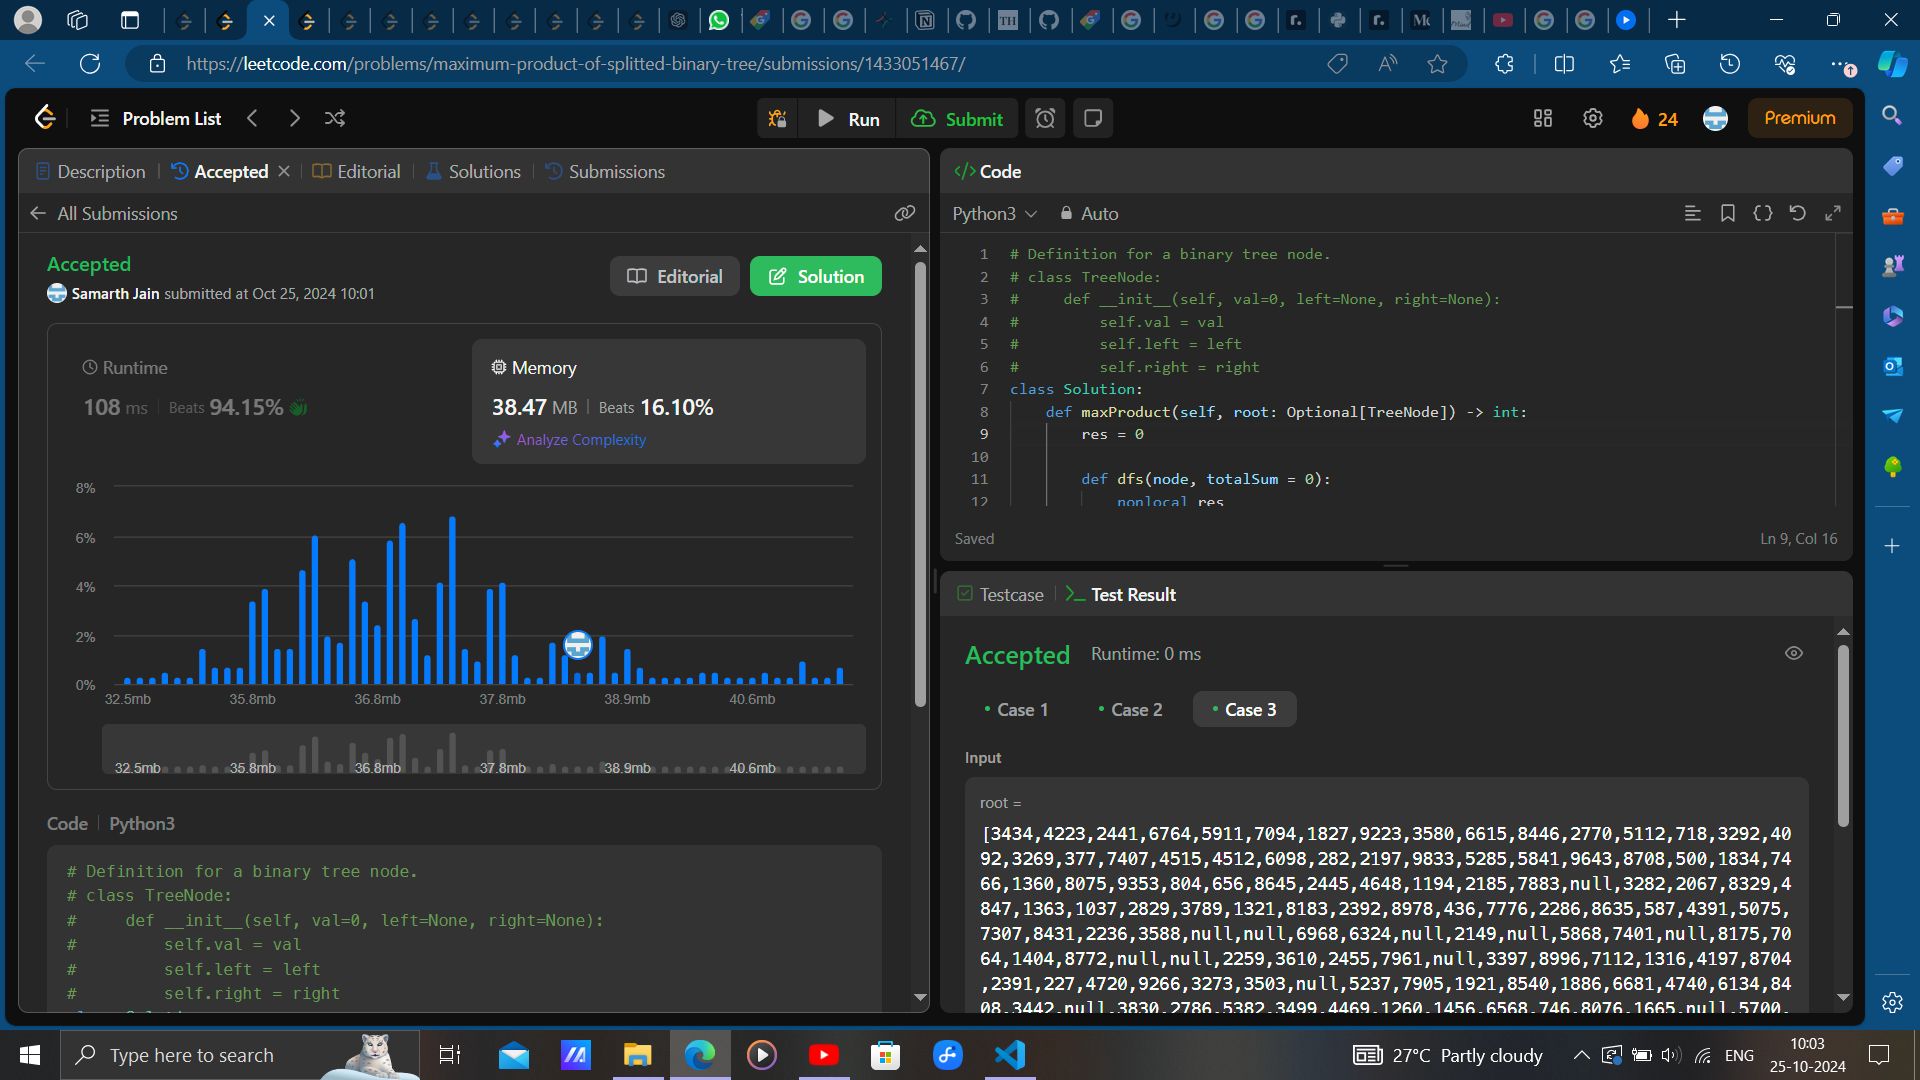 https://leetcode.com/problems/maximum-product-of-splitted-binary-tree/submissions/1433051467/
Problem List
Run
Submit
24
Premium
Description
Accepted
Editorial
Solutions
Submissions
All Submissions
Accepted
Samarth Jain submitted at Oct 25, 2024 10:01
Editorial
Solution
Runtime
108 ms
Beats 94.15%
Memory
38.47 MB
Beats 16.10%
Analyze Complexity
8%
6%
4%
2%
0%
32.5mb 35.8mb 36.8mb 37.8mb 38.9mb 40.6mb
32.5mb 35.8mb 36.8mb 37.8mb 38.9mb 40.6mb
Code
Python3
# Definition for a binary tree node.
# class TreeNode:
#     def __init__(self, val=0, left=None, right=None):
#         self.val = val
#         self.left = left
#         self.right = right
Code
Python3
Auto
1 # Definition for a binary tree node.
2 # class TreeNode:
3 #     def __init__(self, val=0, left=None, right=None):
4 #         self.val = val
5 #         self.left = left
6 #         self.right = right
7 class Solution:
8     def maxProduct(self, root: Optional[TreeNode]) -> int:
9         res = 0
10
11         def dfs(node, totalSum = 0):
12             nonlocal res
Saved
Ln 9, Col 16
Testcase
Test Result
Accepted
Runtime: 0 ms
Case 1
Case 2
Case 3
Input
root =
[3434,4223,2441,6764,5911,7094,1827,9223,3580,6615,8446,2770,5112,718,3292,40
92,3269,377,7407,4515,4512,6098,282,2197,9833,5285,5841,9643,8708,500,1834,74
66,1360,8075,9353,804,656,8645,2445,4648,1194,2185,7883,null,3282,2067,8329,4
847,1363,1037,2829,3789,1321,8183,2392,8978,436,7776,2286,8635,587,4391,5075,
7307,8431,2236,3588,null,null,6968,6324,null,2149,null,5868,7401,null,8175,70
64,1404,8772,null,null,2259,3610,2455,7961,null,3397,8996,7112,1316,4197,8704
,2391,227,4720,9266,3273,3503,null,5237,7905,1921,8540,1886,6681,4740,6134,84
08,3442,null,3830,2786,5382,3499,4469,1260,1456,6568,746,8076,1665,null,5700,
Type here to search
27°C Partly cloudy
ENG
10:03
25-10-2024